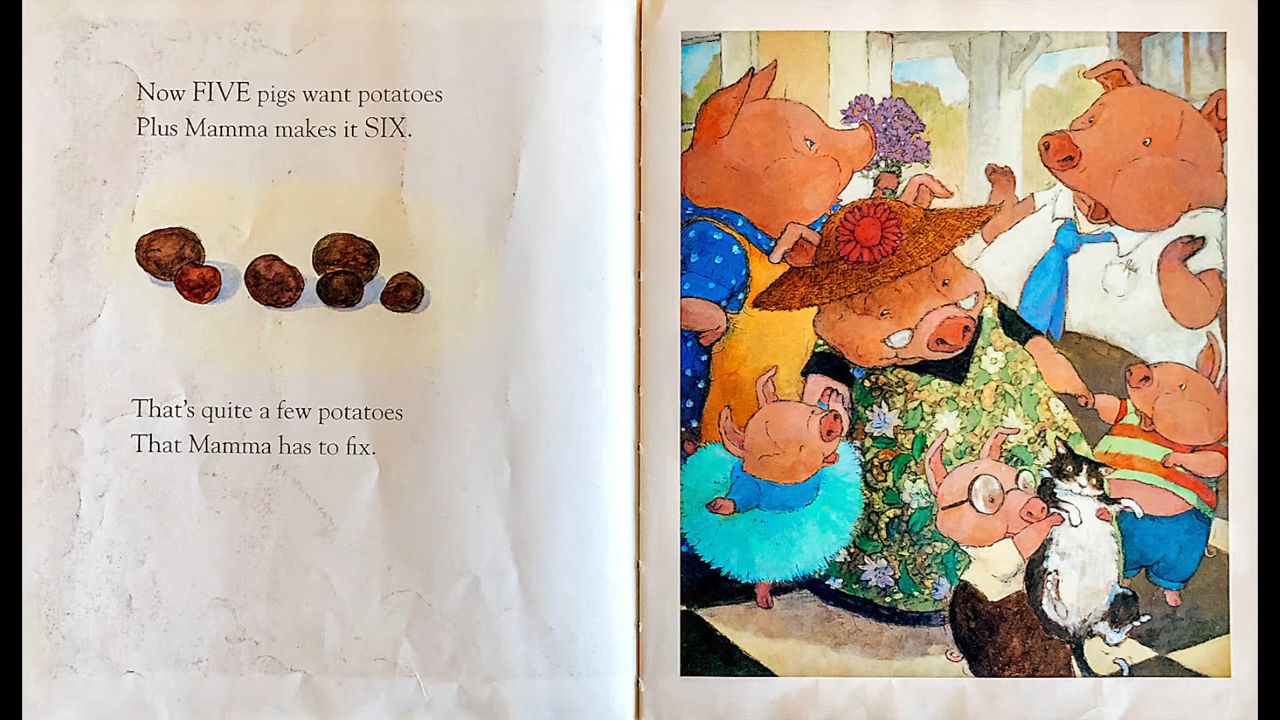 Now FIVE pigs want potatoes
Plus Mamma makes it SIX.
That's quite a few potatoes
That Mamma has to fix.